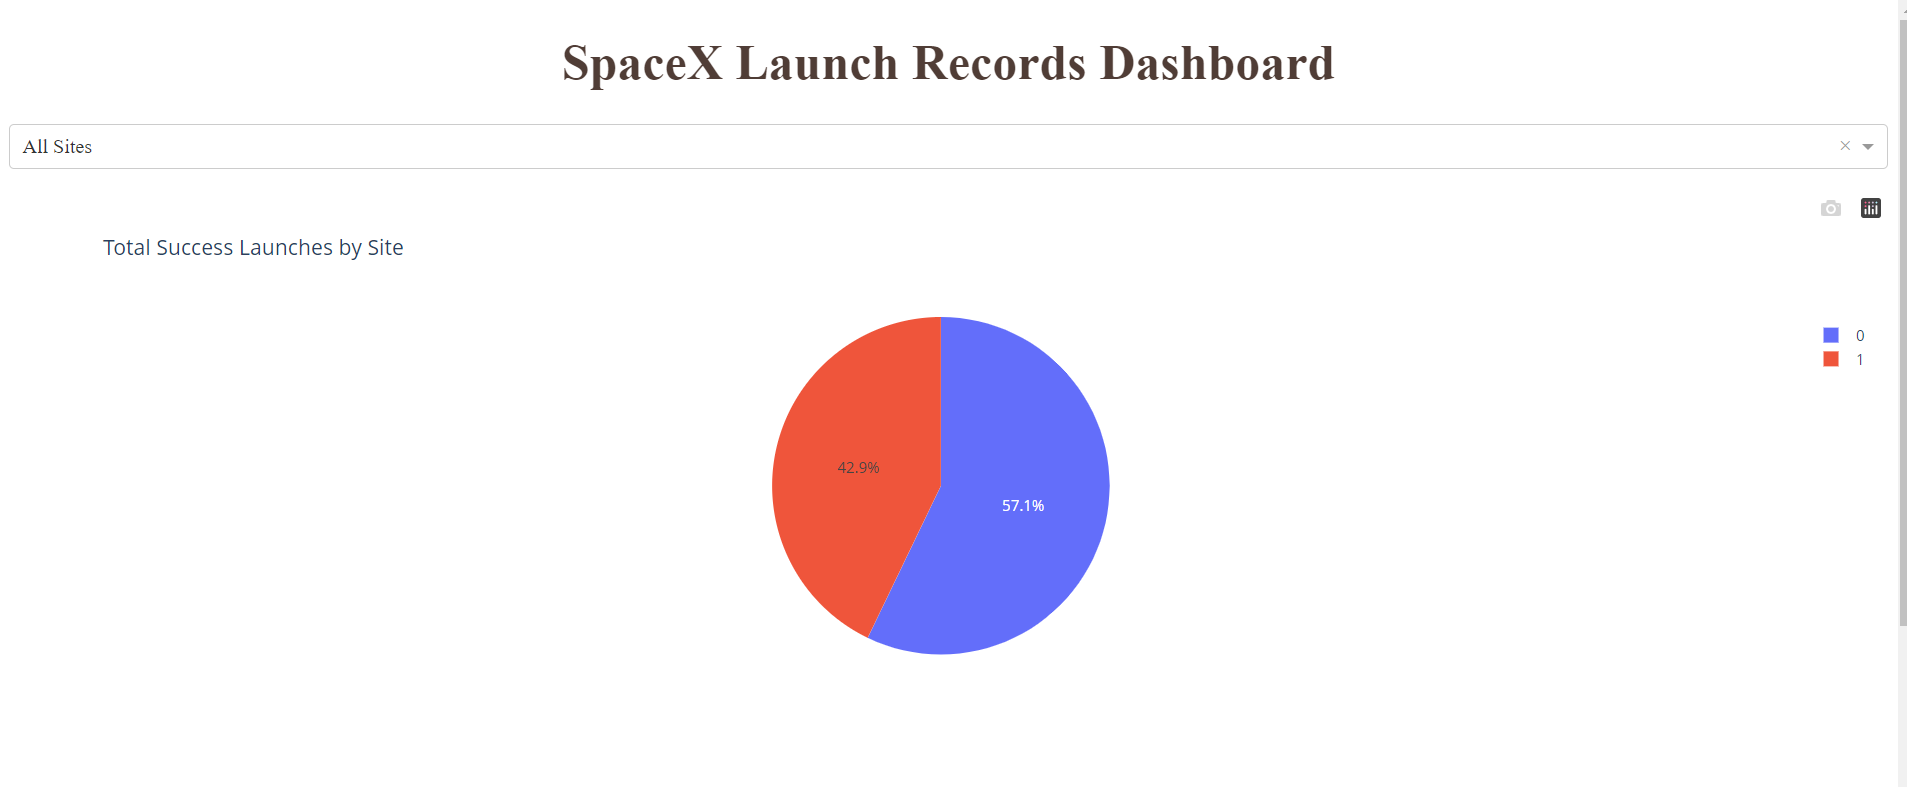 SpaceX Launch Records Dashboard
All Sites
Total Success Launches by Site
0
1
42.9%
57.1%